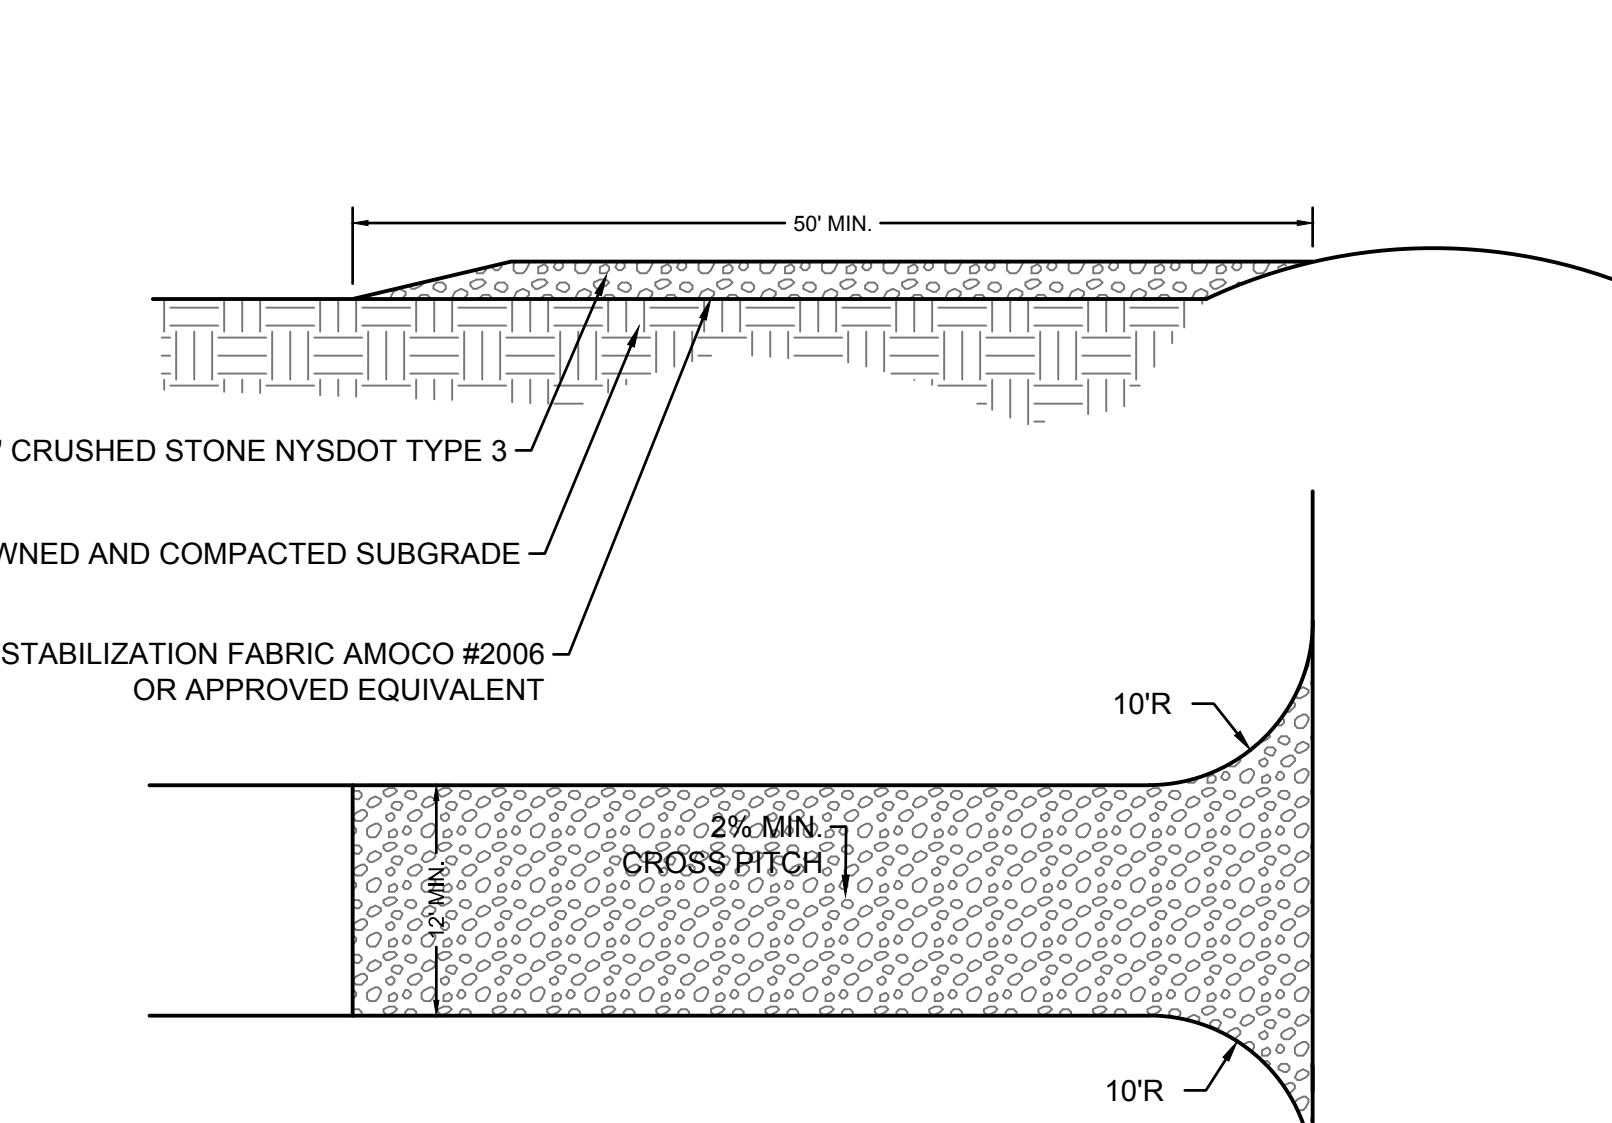 50' MIN.
" CRUSHED STONE NYSDOT TYPE 3
AND COMPACTED SUBGRADE
STABILIZATION FABRIC AMOCO #2006
OR APPROVED EQUIVALENT
10'R
2% MIN.
CROSS PITCH
12' MIN.
10'R